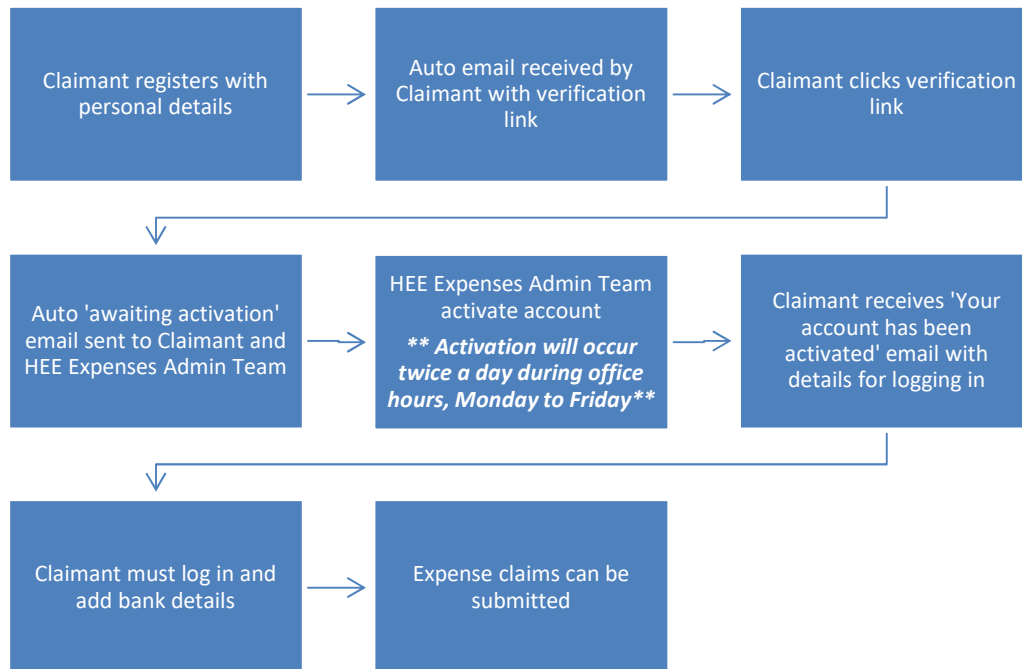 Claimant registers with
personal details
Auto email received by
Claimant with verification
link
Claimant clicks verification
link
Auto 'awaiting activation'
email sent to Claimant and
HEE Expenses Admin Team
HEE Expenses Admin Team
activate account
** Activation will occur
twice a day during office
hours, Monday to Friday**
Claimant receives 'Your
account has been
activated' email with
details for logging in
Claimant must log in and
add bank details
Expense claims can be
submitted